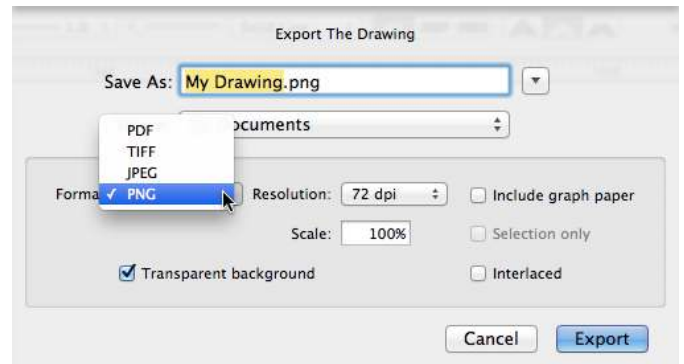 Export The Drawing
Save As: My Drawing.png
ocuments
PDF
TIFF
JPEG
Forma ✓ PNG Resolution: 72 dpi Include graph paper
Scale: 100% Selection only
Transparent background Interlaced
Cancel Export